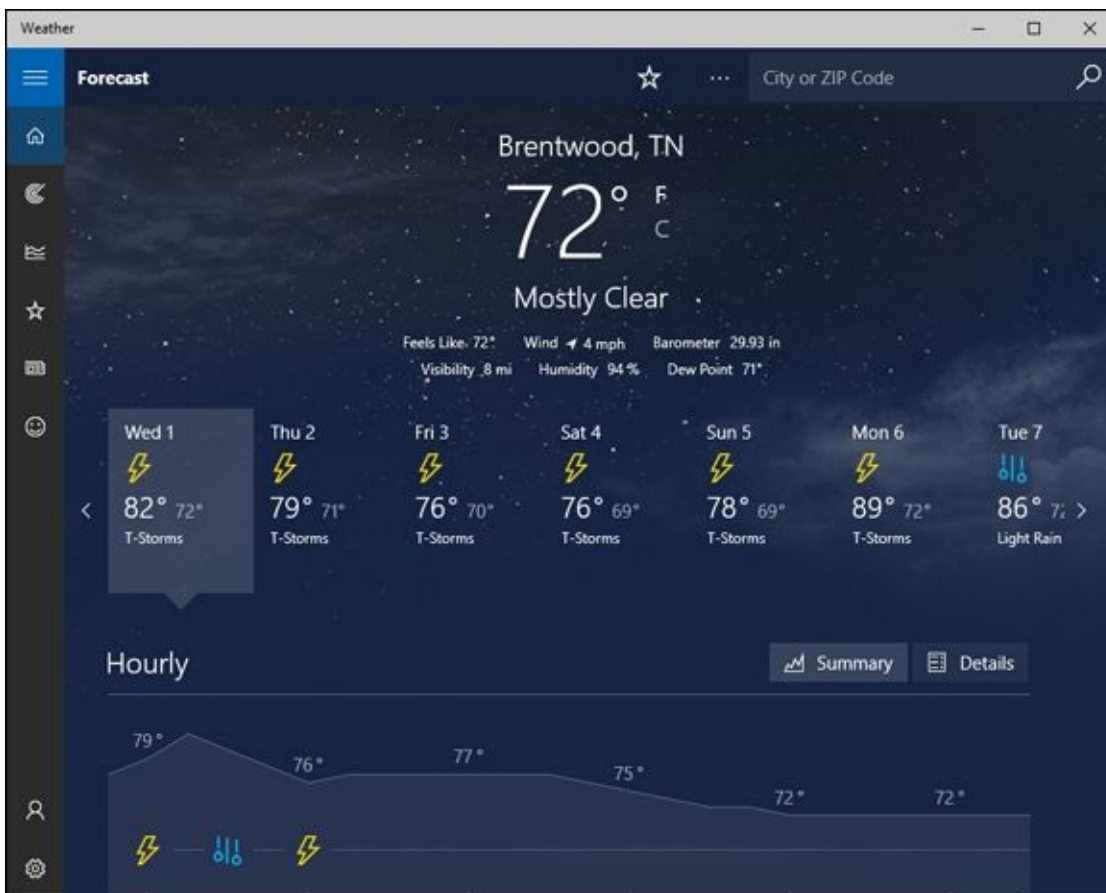 Weather
Forecast
City or ZIP Code
Brentwood, TN
72° F
C
Mostly Clear
Feels Like 72° Wind 4 mph Barometer 29.93 in
Visibility 8 mi Humidity 94 % Dew Point 71°
Wed 1 Thu 2 Fri 3 Sat 4 Sun 5 Mon 6 Tue 7
82° 72° 79° 71° 76° 70° 76° 69° 78° 69° 89° 72° 86°
T-Storms T-Storms T-Storms T-Storms T-Storms T-Storms Light Rain
Hourly Summary Details
79° 76° 77° 75° 72° 72°